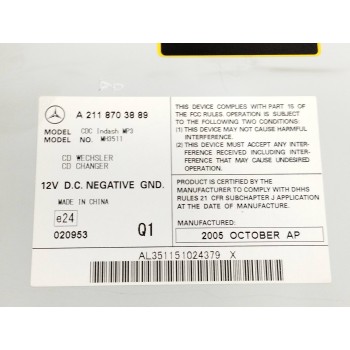 A 211 870 38 89
MODEL CDC Indash MP3
MODEL NO. MH3511
CD WECHSLER
CD CHANGER
12V D.C. NEGATIVE GND.
MADE IN CHINA
e24
020953
Q1
THIS DEVICE COMPLIES WITH PART 15 OF
THE FCC RULES OPERATION IS SUBJECT TO
THE FOLLOWING TWO CONDITIONS:
(1) THIS DEVICE MAY NOT CAUSE HARMFUL
INTERFERENCE, AND
(2) THIS DEVICE MUST ACCEPT ANY INTER-
FERENCE RECEIVED, INCLUDING INTER-
FERENCE THAT MAY CAUSE UNDESIRED
OPERATION.
PRODUCT IS CERTIFIED BY THE
MANUFACTURER TO COMPLY WITH DHHS
RULES 21 CFR SUBCHAPTER J APPLICATION
AT THE DATE OF MANUFACTURE.
MANUFACTURED:
2005 OCTOBER AP
AL351151024379 X